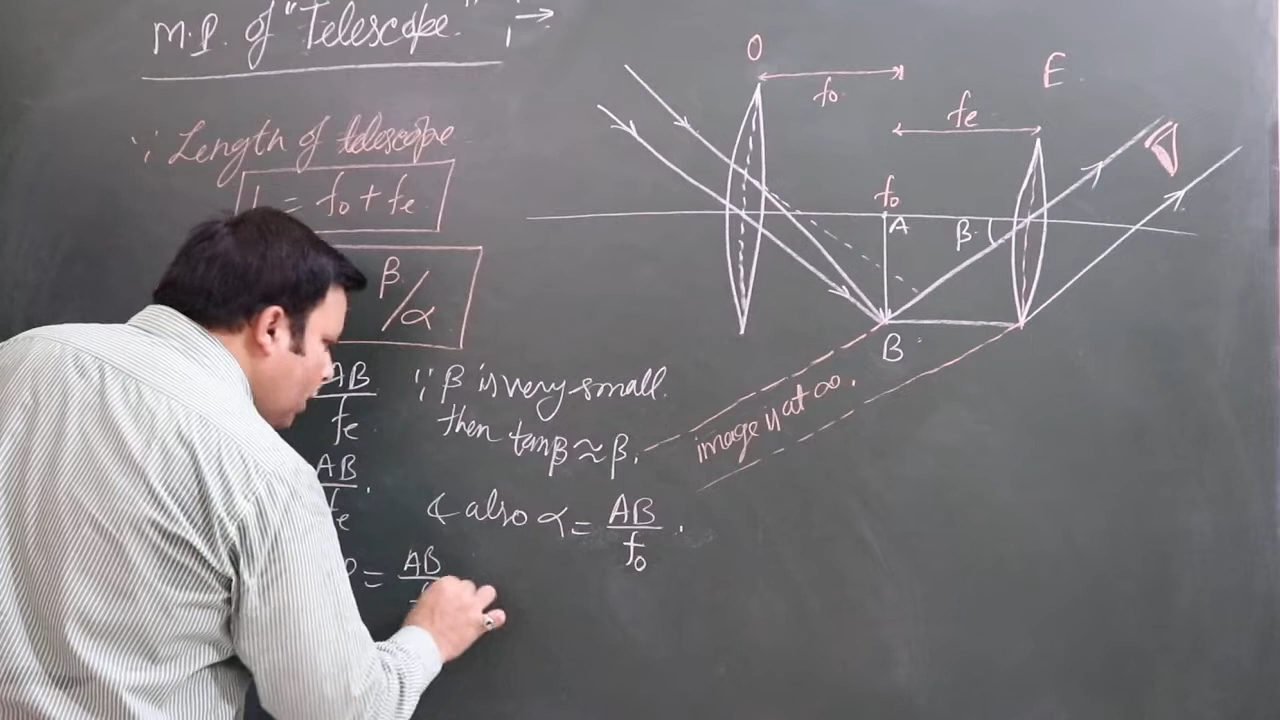 M.P. of "Telescope" : →
∵ Length of telescope
= fo + fe
β/α
AB/fe ∵ β is very small.
then tanβ ≈ β.
AB/fe. & also α = AB/fo.
P = AB
O
fo
E
fe
fo
A
β
B
image is at ∞.